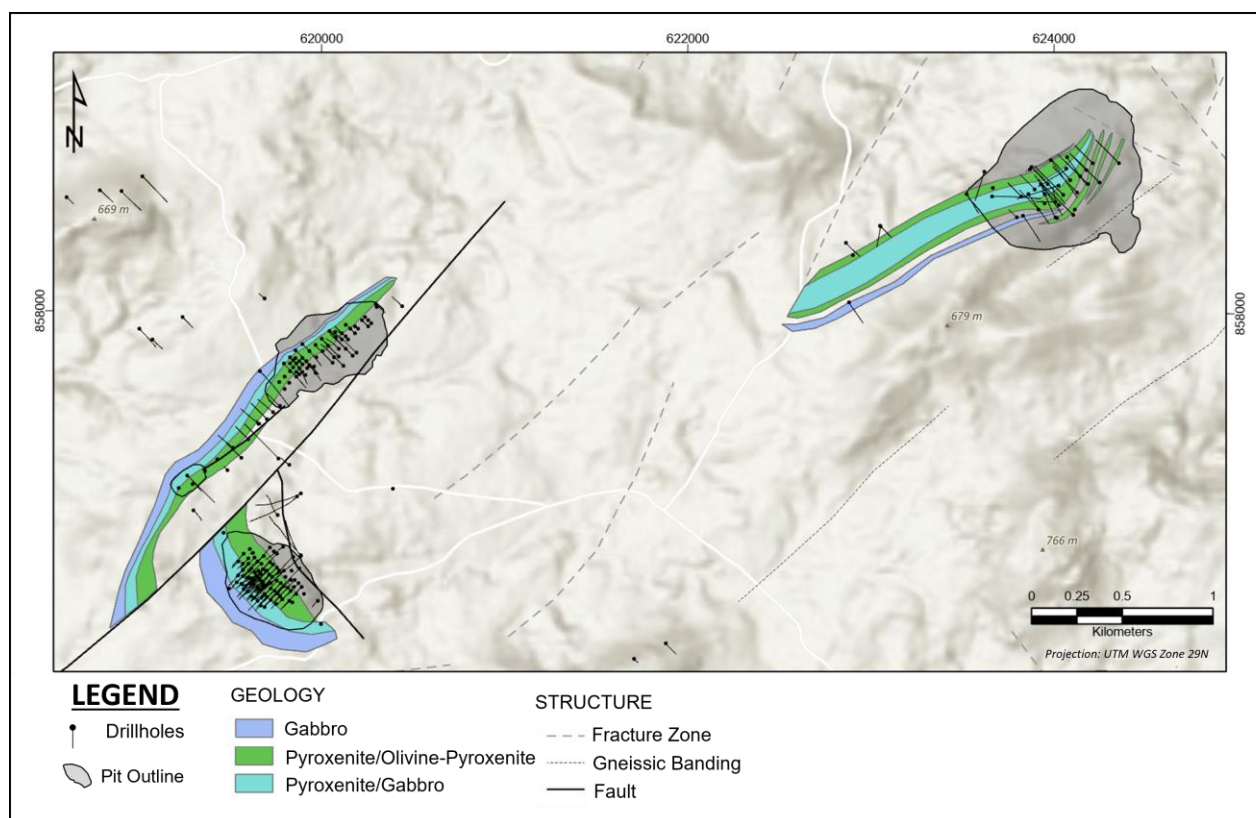 620000
622000
624000
N
669 m
858000
858000
679 m
766 m
0 0.25 0.5 1
Kilometers
Projection: UTM WGS Zone 29N
LEGEND
Drillholes
Pit Outline
GEOLOGY
Gabbro
Pyroxenite/Olivine-Pyroxenite
Pyroxenite/Gabbro
STRUCTURE
Fracture Zone
Gneissic Banding
Fault